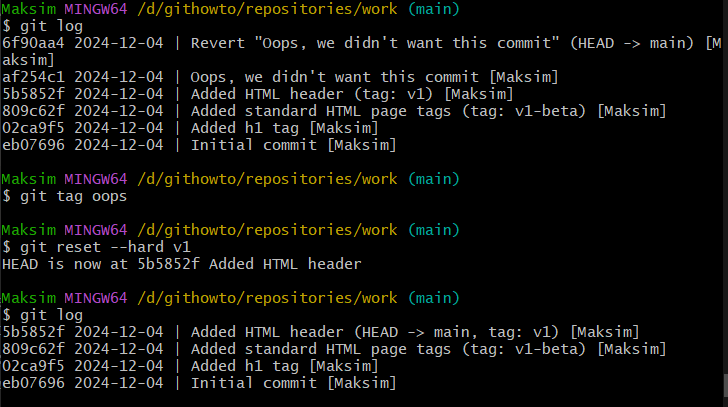 Maksim MINGW64 /d/githowto/repositories/work (main)
$ git log
6f90aa4 2024-12-04 | Revert "Oops, we didn't want this commit" (HEAD -> main) [M
aksim]
af254c1 2024-12-04 | Oops, we didn't want this commit [Maksim]
5b5852f 2024-12-04 | Added HTML header (tag: v1) [Maksim]
809c62f 2024-12-04 | Added standard HTML page tags (tag: v1-beta) [Maksim]
02ca9f5 2024-12-04 | Added h1 tag [Maksim]
eb07696 2024-12-04 | Initial commit [Maksim]
Maksim MINGW64 /d/githowto/repositories/work (main)
$ git tag oops
Maksim MINGW64 /d/githowto/repositories/work (main)
$ git reset --hard v1
HEAD is now at 5b5852f Added HTML header
Maksim MINGW64 /d/githowto/repositories/work (main)
$ git log
5b5852f 2024-12-04 | Added HTML header (HEAD -> main, tag: v1) [Maksim]
809c62f 2024-12-04 | Added standard HTML page tags (tag: v1-beta) [Maksim]
02ca9f5 2024-12-04 | Added h1 tag [Maksim]
eb07696 2024-12-04 | Initial commit [Maksim]